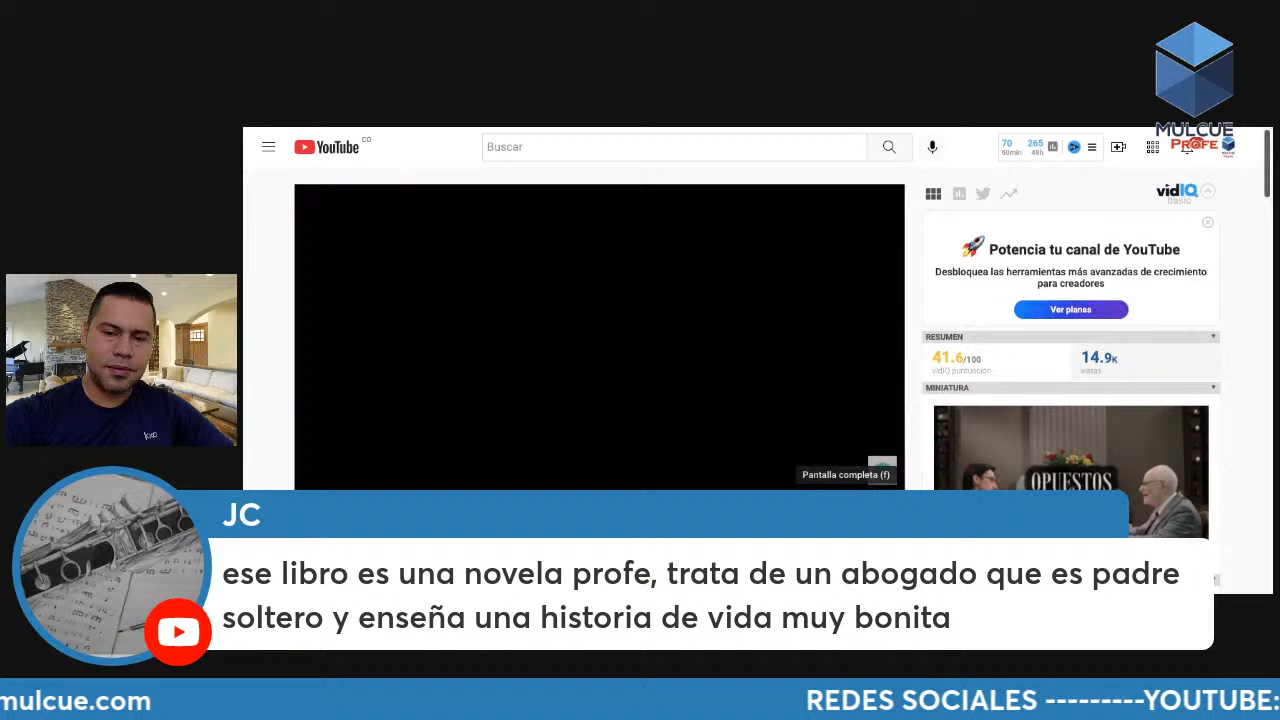 MULCUE
PROFE
YouTube CO
Buscar
70
60min
265
48h
vidIQ
basic
Potencia tu canal de YouTube
Desbloquea las herramientas más avanzadas de crecimiento
para creadores
Ver planes
RESUMEN
41.6/100
vidIQ puntuación
14.9K
vistas
MINIATURA
Pantalla completa (f)
OPUESTOS
JC
ese libro es una novela profe, trata de un abogado que es padre
soltero y enseña una historia de vida muy bonita
mulcue.com
REDES SOCIALES ---------YOUTUBE: